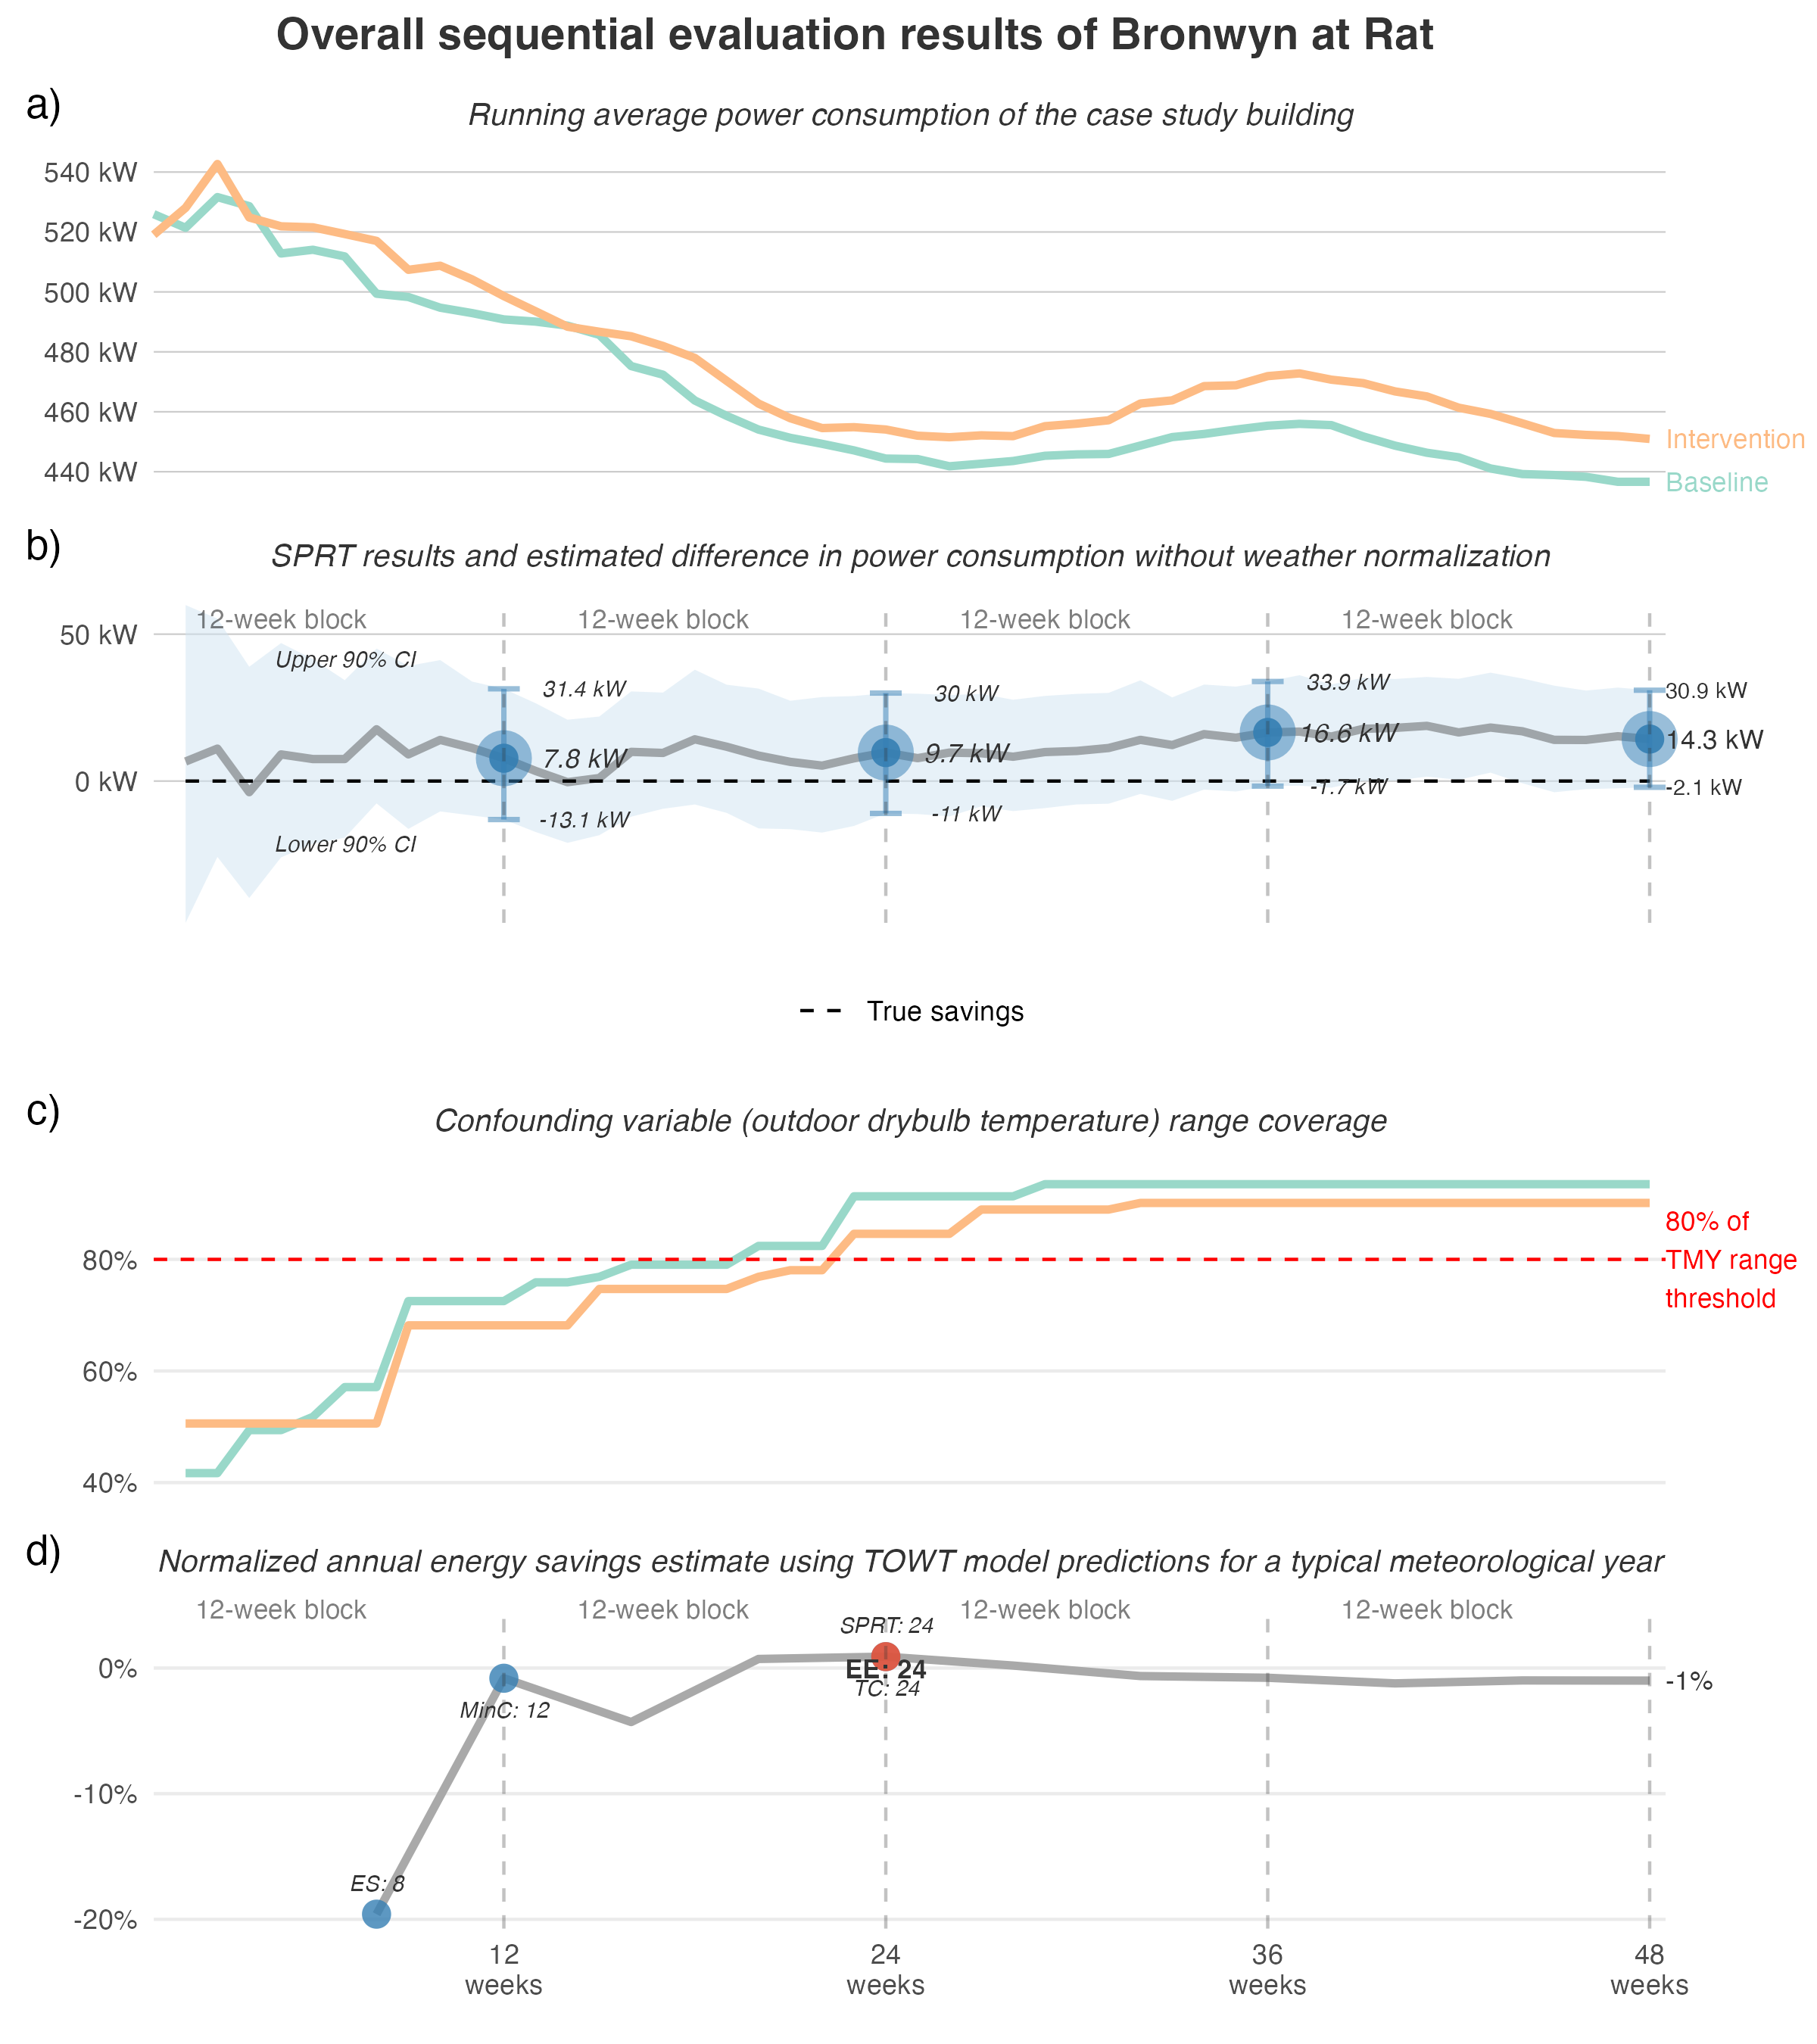 Overall sequential evaluation results of Bronwyn at Rat
a)
Running average power consumption of the case study building
540 kW
520 kW
500 kW
480 kW
460 kW
440 kW
Intervention
Baseline
b)
SPRT results and estimated difference in power consumption without weather normalization
12-week block 12-week block 12-week block 12-week block
50 kW
0 kW
Upper 90% CI
Lower 90% CI
31.4 kW
7.8 kW
-13.1 kW
30 kW
9.7 kW
-11 kW
33.9 kW
16.6 kW
-1.7 kW
30.9 kW
14.3 kW
-2.1 kW
True savings
c)
Confounding variable (outdoor drybulb temperature) range coverage
80%
60%
40%
80% of
TMY range
threshold
d)
Normalized annual energy savings estimate using TOWT model predictions for a typical meteorological year
12-week block 12-week block 12-week block 12-week block
0%
-10%
-20%
ES: 8
MinC: 12
SPRT: 24
EE: 24
TC: 24
-1%
12
weeks
24
weeks
36
weeks
48
weeks